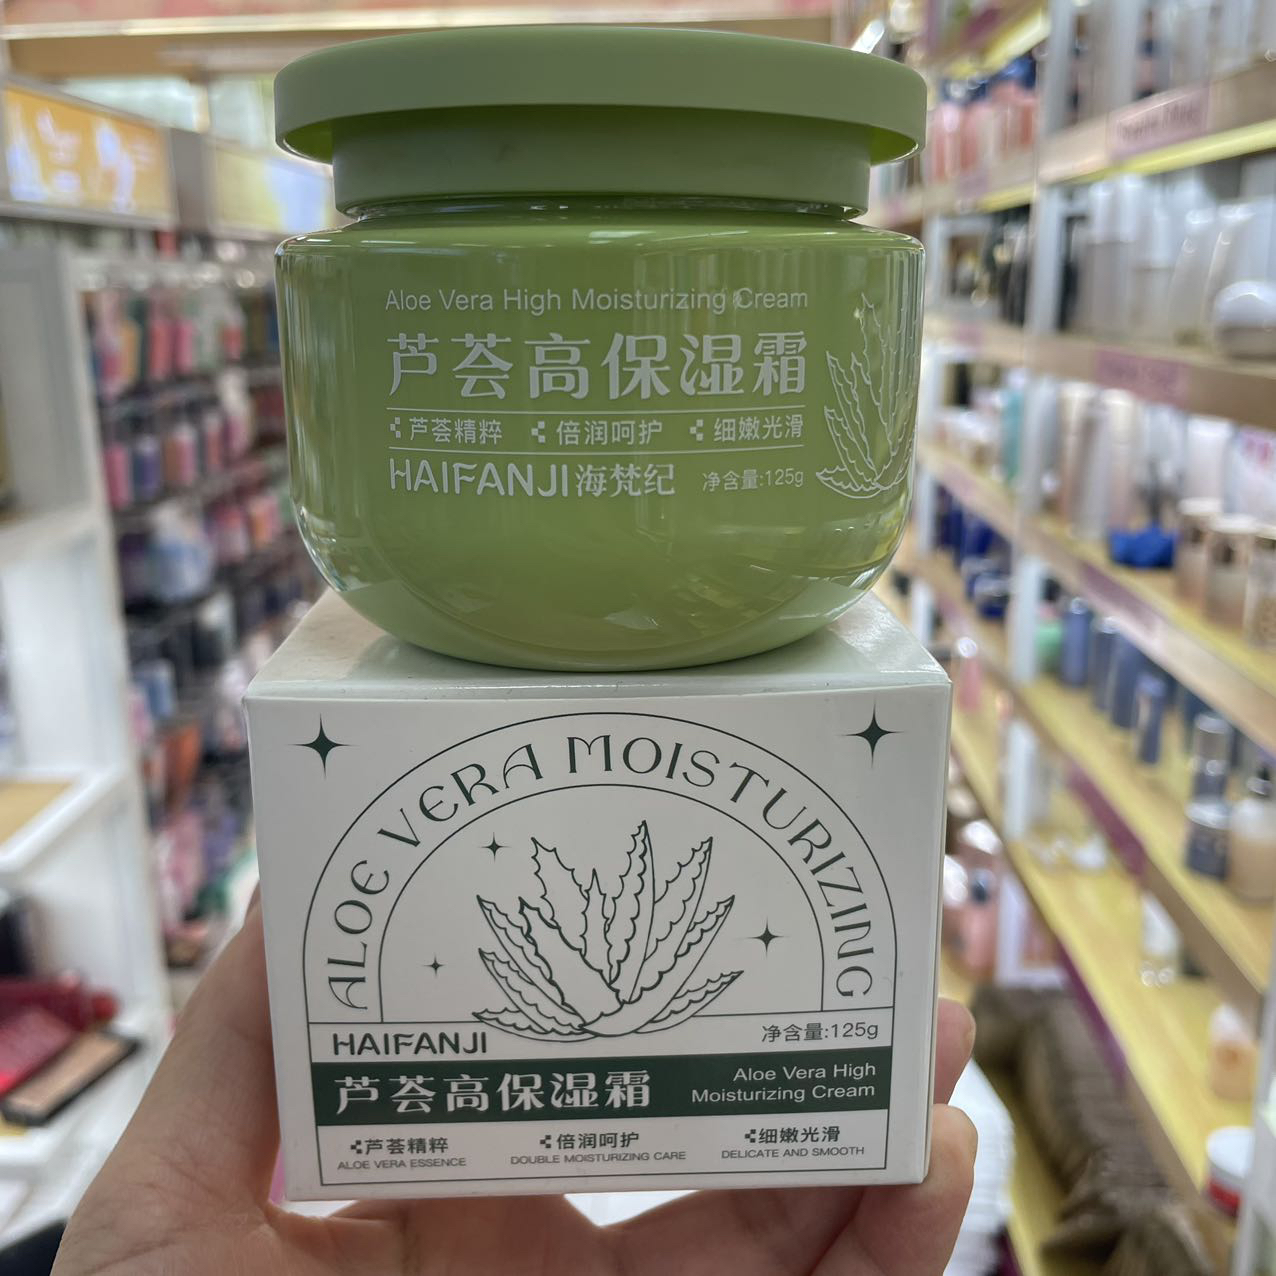 Aloe Vera High Moisturizing Cream
芦荟高保湿霜
芦荟精粹 倍润呵护 细嫩光滑
HAIFANJI海梵纪 净含量:125g
ALOE VERA MOISTURIZING
HAIFANJI 净含量:125g
芦荟高保湿霜 Aloe Vera High
Moisturizing Cream
芦荟精粹 倍润呵护 细嫩光滑
ALOE VERA ESSENCE DOUBLE MOISTURIZING CARE DELICATE AND SMOOTH